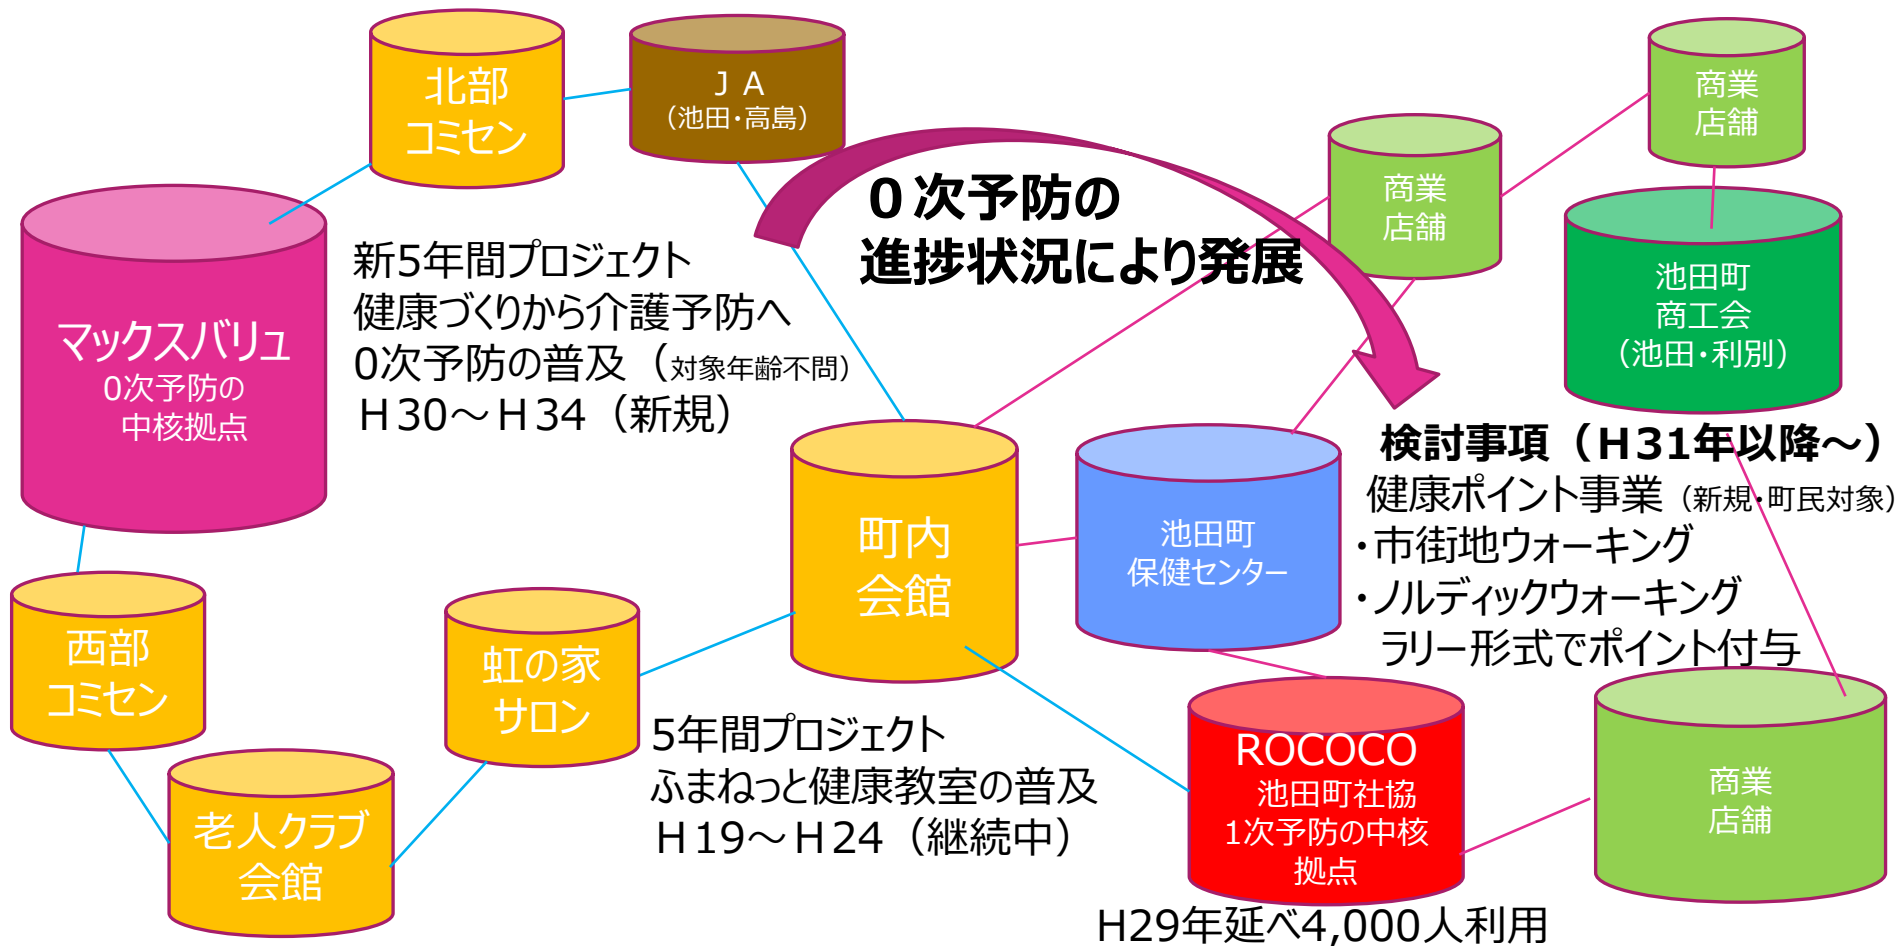 北部
コミセン
ＪＡ
（池田・高島）
商業
店舗
商業
店舗
０次予防の
進捗状況により発展
池田町
商工会
（池田・利別）
マックスバリュ
0次予防の
中核拠点
新5年間プロジェクト
健康づくりから介護予防へ
0次予防の普及（対象年齢不問）
Ｈ30～Ｈ34（新規）
検討事項（Ｈ31年以降～）
健康ポイント事業（新規・町民対象）
・市街地ウォーキング
・ノルディックウォーキング
ラリー形式でポイント付与
町内
会館
池田町
保健センター
西部
コミセン
虹の家
サロン
老人クラブ
会館
5年間プロジェクト
ふまねっと健康教室の普及
Ｈ19～Ｈ24（継続中）
ROCOCO
池田町社協
1次予防の中核
拠点
商業
店舗
H29年延べ4,000人利用